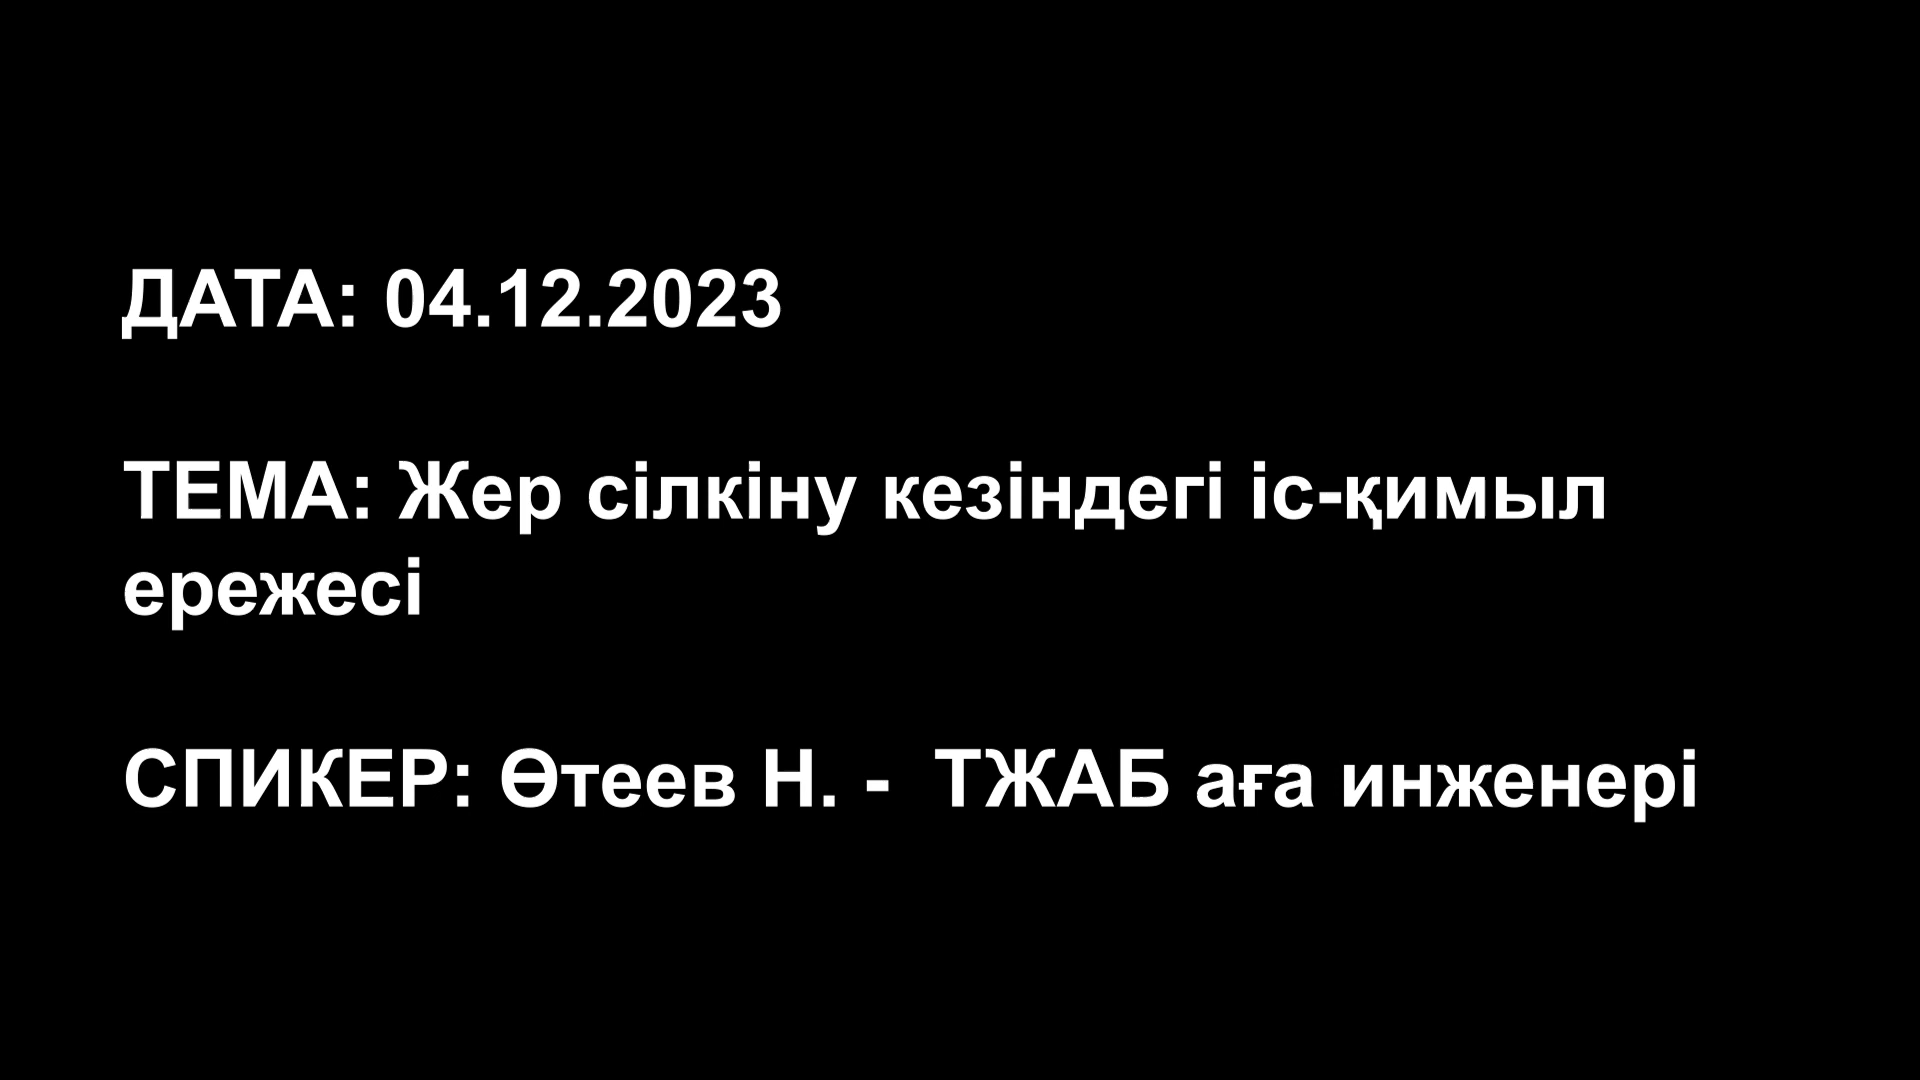 ДАТА: 04.12.2023
ТЕМА: Жер сілкіну кезіндегі іс-қимыл
ережесі
СПИКЕР: Өтеев Н. -  ТЖАБ аға инженері